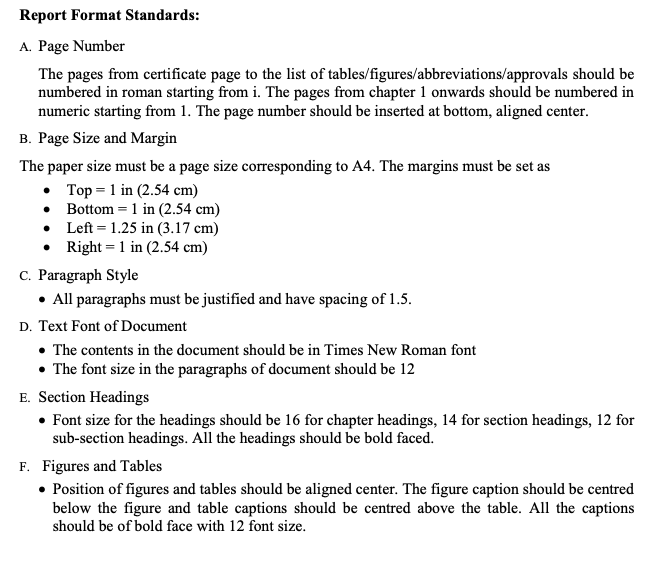 Report Format Standards:
A. Page Number
The pages from certificate page to the list of tables/figures/abbreviations/approvals should be
numbered in roman starting from i. The pages from chapter 1 onwards should be numbered in
numeric starting from 1. The page number should be inserted at bottom, aligned center.
B. Page Size and Margin
The paper size must be a page size corresponding to A4. The margins must be set as
• Top = 1 in (2.54 cm)
• Bottom = 1 in (2.54 cm)
• Left = 1.25 in (3.17 cm)
• Right = 1 in (2.54 cm)
C. Paragraph Style
• All paragraphs must be justified and have spacing of 1.5.
D. Text Font of Document
• The contents in the document should be in Times New Roman font
• The font size in the paragraphs of document should be 12
E. Section Headings
• Font size for the headings should be 16 for chapter headings, 14 for section headings, 12 for
sub-section headings. All the headings should be bold faced.
F. Figures and Tables
• Position of figures and tables should be aligned center. The figure caption should be centred
below the figure and table captions should be centred above the table. All the captions
should be of bold face with 12 font size.